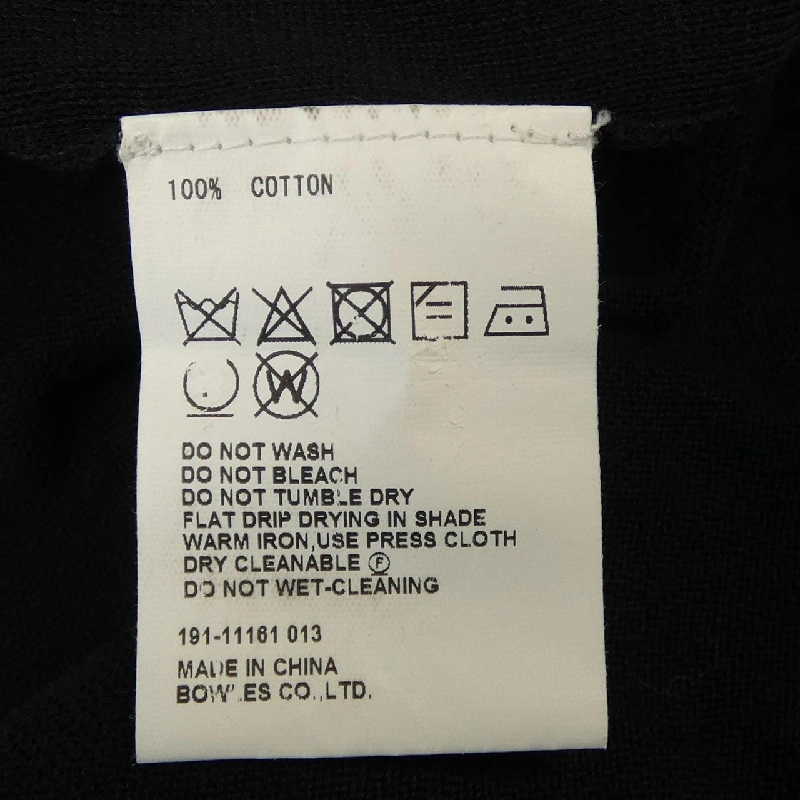 100% COTTON
W
DO NOT WASH
DO NOT BLEACH
DO NOT TUMBLE DRY
FLAT DRIP DRYING IN SHADE
WARM IRON,USE PRESS CLOTH
DRY CLEANABLE Ⓕ
DO NOT WET-CLEANING
191-11161 013
MADE IN CHINA
BOWLES CO.,LTD.